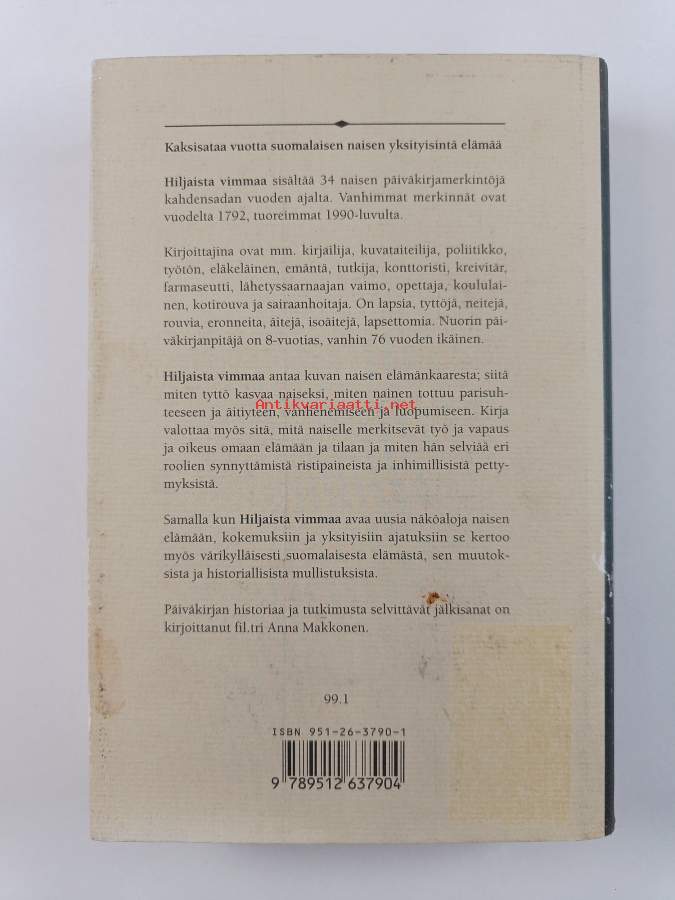 Kaksisataa vuotta suomalaisen naisen yksityisintä elämää
Hiljaista vimmaa sisältää 34 naisen päiväkirjamerkintöjä
kahdensadan vuoden ajalta. Vanhimmat merkinnät ovat
vuodelta 1792, tuoreimmat 1990-luvulta.
Kirjoittajina ovat mm. kirjailija, kuvataiteilija, poliitikko,
työtön, eläkeläinen, emäntä, tutkija, konttoristi, kreivitär,
farmaseutti, lähetyssaarnaajan vaimo, opettaja, koululai-
nen, kotirouva ja sairaanhoitaja. On lapsia, tyttöjä, neitejä,
rouvia, eronneita, äitejä, isoäitejä, lapsettomia. Nuorin päi-
väkirjanpitäjä on 8-vuotias, vanhin 76 vuoden ikäinen.
Hiljaista vimmaa antaa kuvan naisen elämänkaaresta; siitä
miten tyttö kasvaa naiseksi, miten nainen tottuu parisuh-
Antikvariaatti.net
teeseen ja äitiyteen, vanhenemiseen ja luopumiseen. Kirja
valottaa myös sitä, mitä naiselle merkitsevät työ ja vapaus
ja oikeus omaan elämään ja tilaan ja miten hän selviää eri
roolien synnyttämistä ristipaineista ja inhimillisistä petty-
myksistä.
Samalla kun Hiljaista vimmaa avaa uusia näköaloja naisen
elämään, kokemuksiin ja yksityisiin ajatuksiin se kertoo
myös värikylläisesti suomalaisesta elämästä, sen muutok-
sista ja historiallisista mullistuksista.
Päiväkirjan historiaa ja tutkimusta selvittävät jälkisanat on
kirjoittanut fil.tri Anna Makkonen.
99.1
ISBN 951-26-3790-1
9 789512 637904